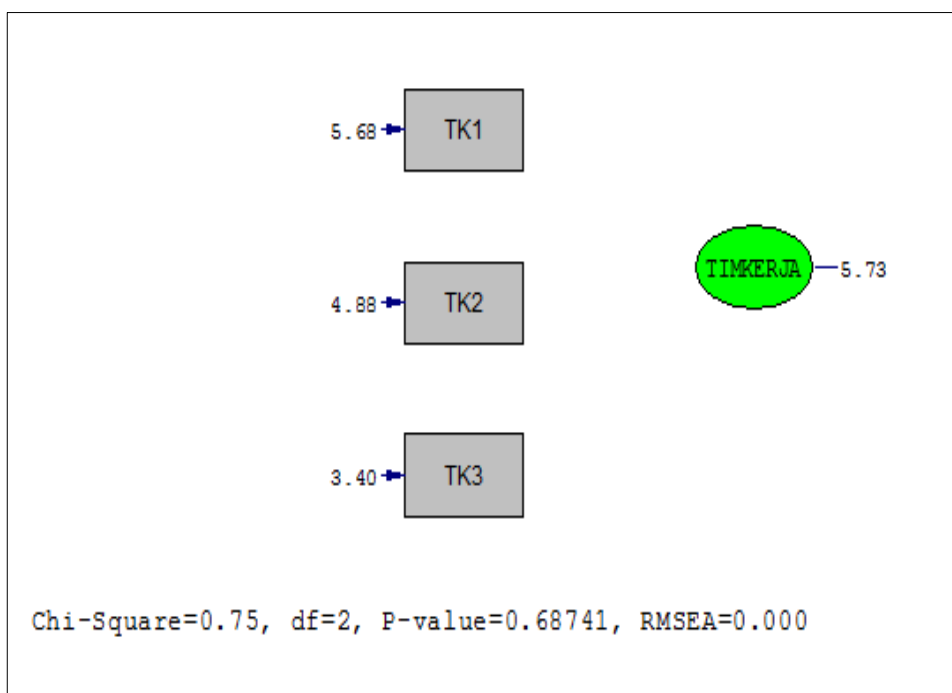 5.68 TK1
TIMKERJA 5.73
4.88 TK2
3.40 TK3
Chi-Square=0.75, df=2, P-value=0.68741, RMSEA=0.000